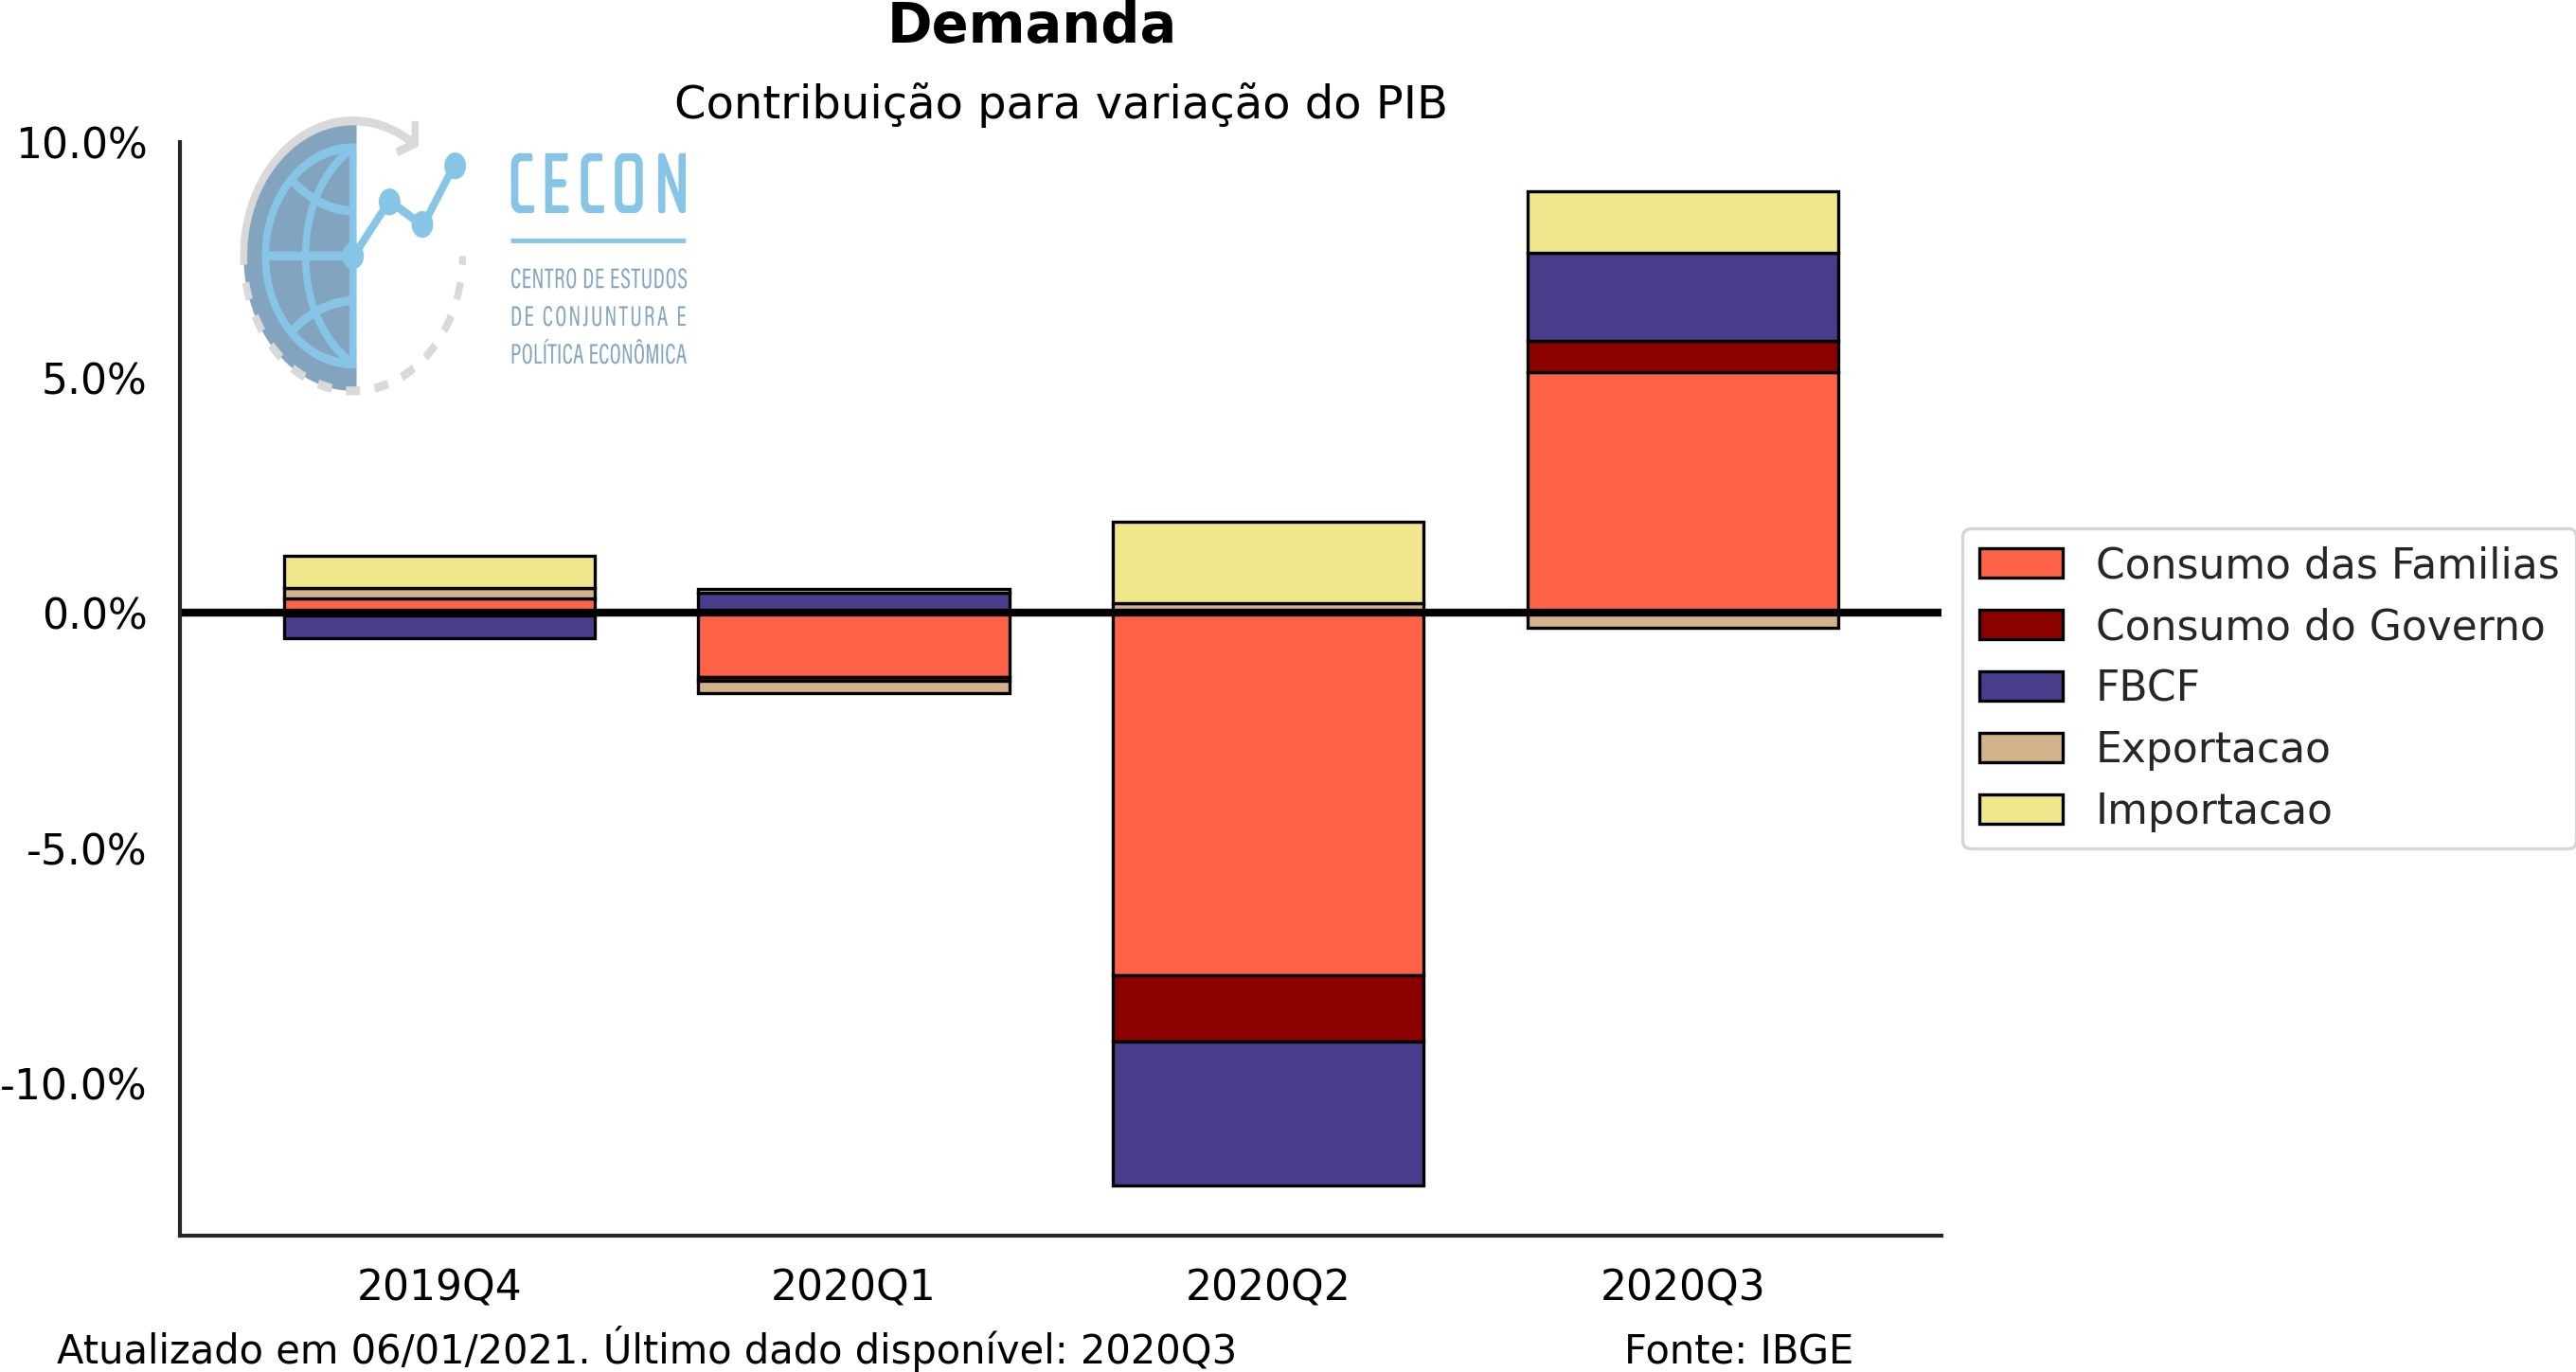 Demanda
Contribuição para variação do PIB
CECON
CENTRO DE ESTUDOS
DE CONJUNTURA E
POLÍTICA ECONÔMICA
10.0%
5.0%
0.0%
-5.0%
-10.0%
Consumo das Familias
Consumo do Governo
FBCF
Exportacao
Importacao
2019Q4 2020Q1 2020Q2 2020Q3
Atualizado em 06/01/2021. Último dado disponível: 2020Q3 Fonte: IBGE